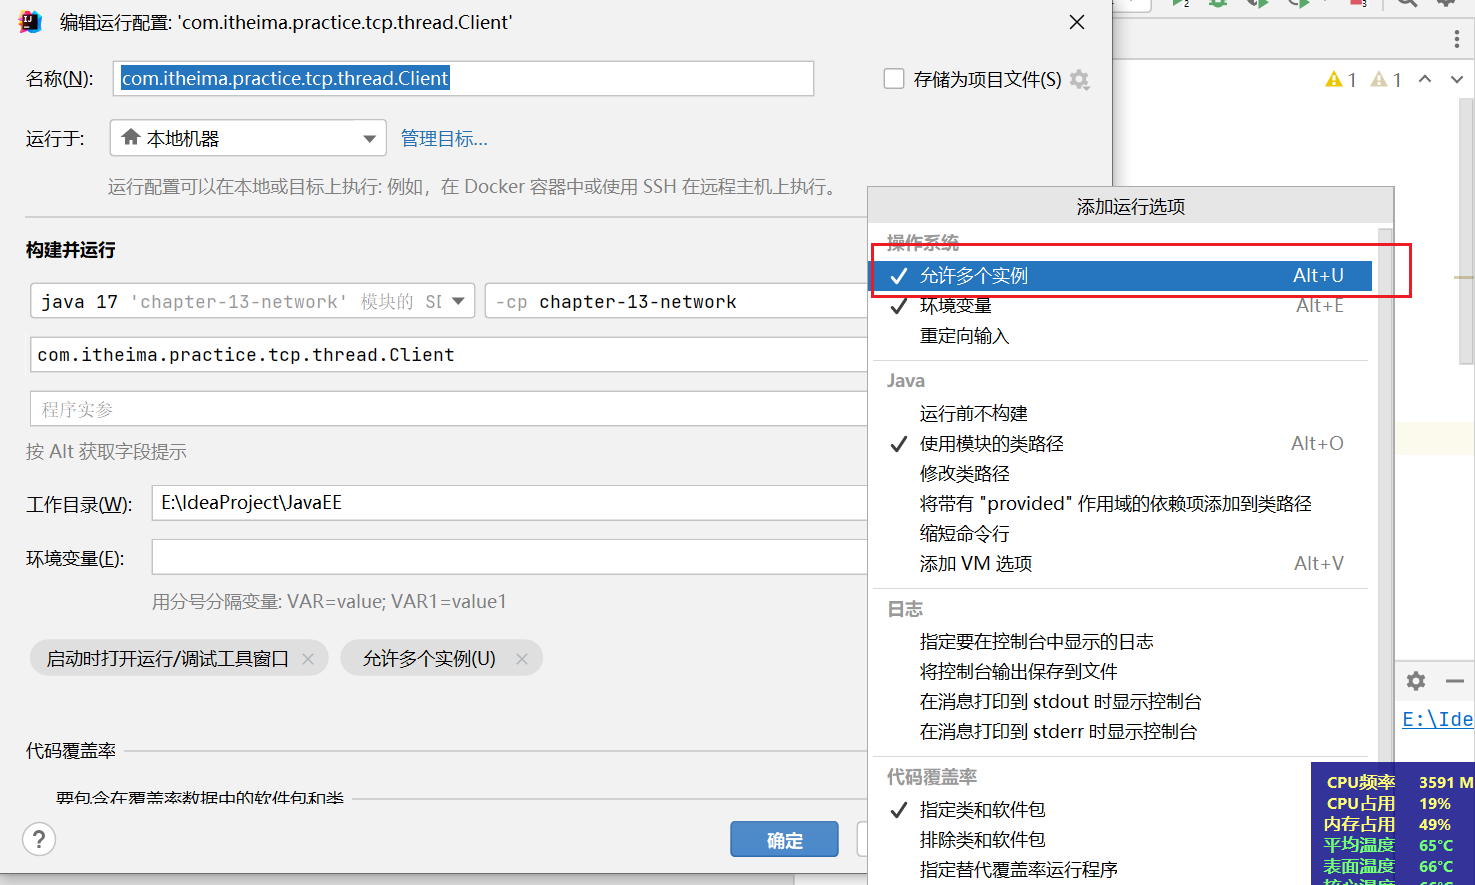 编辑运行配置: 'com.itheima.practice.tcp.thread.Client'
名称(N):
com.itheima.practice.tcp.thread.Client
存储为项目文件(S)
运行于:
本地机器
管理目标...
运行配置可以在本地或目标上执行: 例如，在 Docker 容器中或使用 SSH 在远程主机上执行。
构建并运行
java 17 'chapter-13-network' 模块的
-cp chapter-13-network
com.itheima.practice.tcp.thread.Client
程序实参
按 Alt 获取字段提示
工作目录(W):
E:\IdeaProject\JavaEE
环境变量(E):
用分号分隔变量: VAR=value; VAR1=value1
启动时打开运行/调试工具窗口
允许多个实例(U)
代码覆盖率
要包含在覆盖率数据中的软件包和类
?
确定
添加运行选项
操作系统
允许多个实例 Alt+U
环境变量 Alt+E
重定向输入
Java
运行前不构建
使用模块的类路径 Alt+O
修改类路径
将带有 "provided" 作用域的依赖项添加到类路径
缩短命令行
添加 VM 选项 Alt+V
日志
指定要在控制台中显示的日志
将控制台输出保存到文件
在消息打印到 stdout 时显示控制台
在消息打印到 stderr 时显示控制台
代码覆盖率
指定类和软件包
排除类和软件包
指定替代覆盖率运行程序
2
3
1 1
E:\Ide
CPU频率 3591 M
CPU占用 19%
内存占用 49%
平均温度 65°C
表面温度 66°C